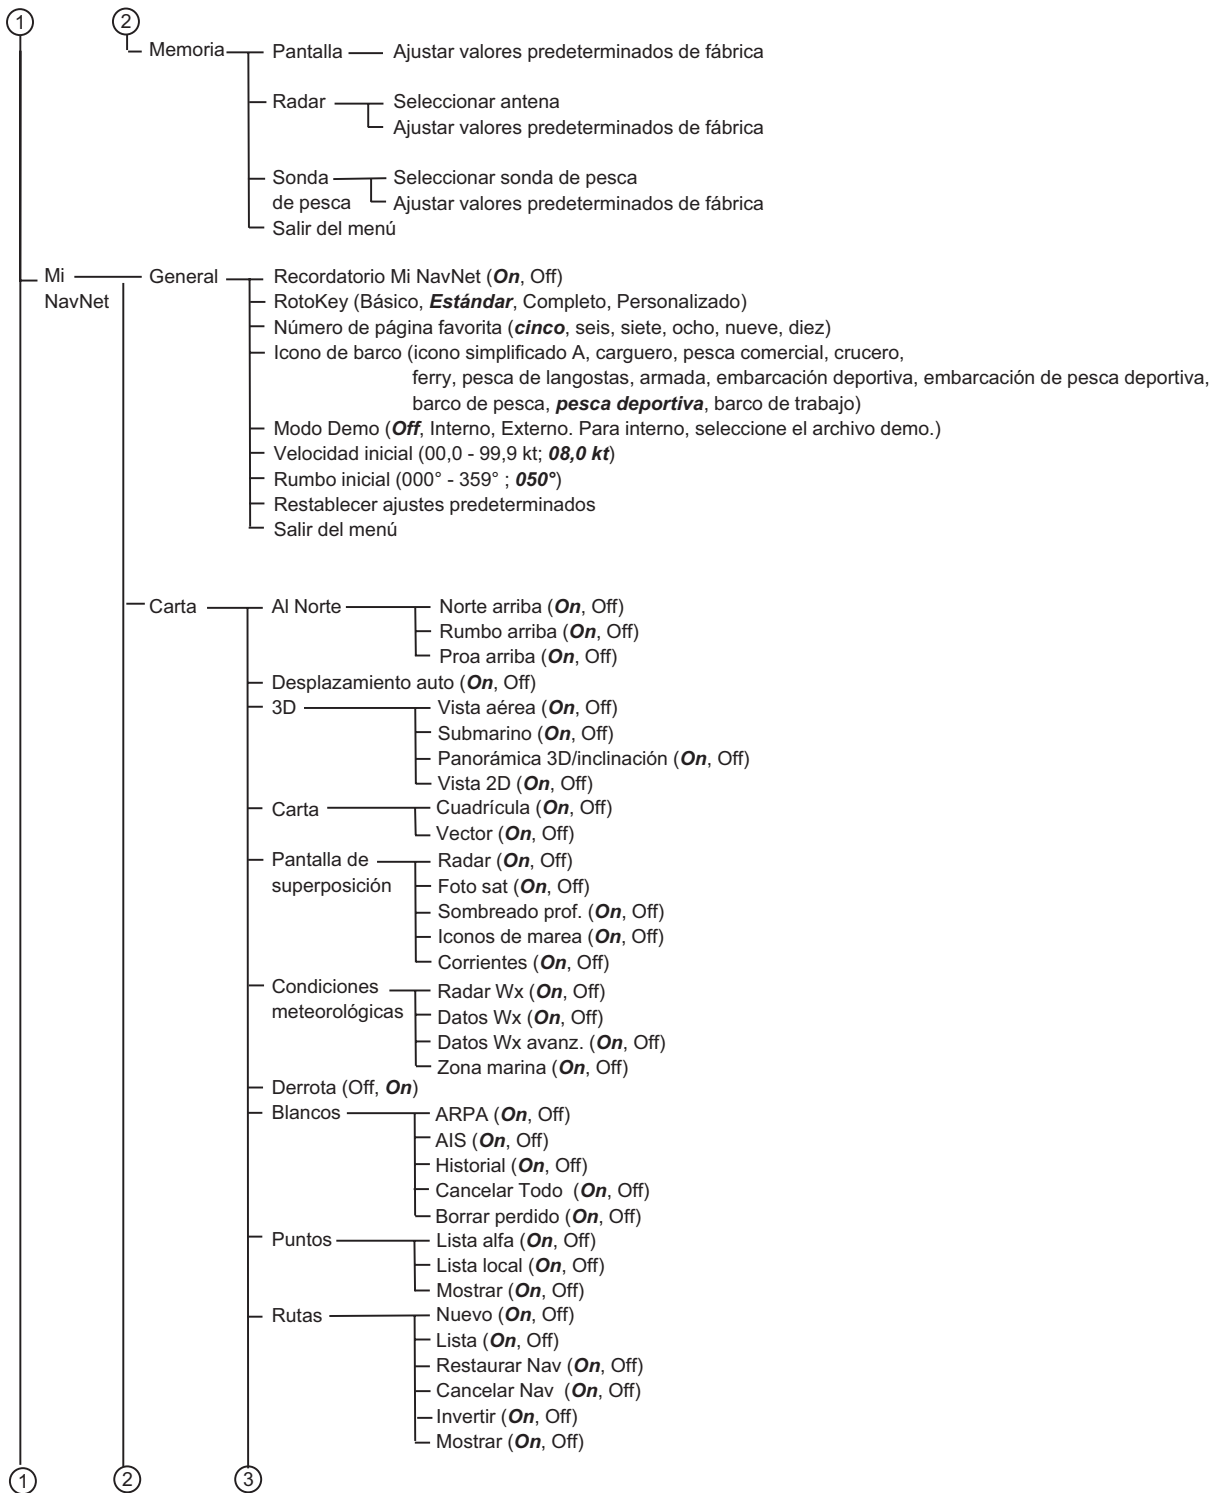 1 2
Memoria Pantalla Ajustar valores predeterminados de fábrica
Radar Seleccionar antena
Ajustar valores predeterminados de fábrica
Sonda de pesca Seleccionar sonda de pesca
Ajustar valores predeterminados de fábrica
Salir del menú
Mi NavNet General Recordatorio Mi NavNet (On, Off)
RotoKey (Básico, Estándar, Completo, Personalizado)
Número de página favorita (cinco, seis, siete, ocho, nueve, diez)
Icono de barco (icono simplificado A, carguero, pesca comercial, crucero,
ferry, pesca de langostas, armada, embarcación deportiva, embarcación de pesca deportiva,
barco de pesca, pesca deportiva, barco de trabajo)
Modo Demo (Off, Interno, Externo. Para interno, seleccione el archivo demo.)
Velocidad inicial (00,0 - 99,9 kt; 08,0 kt)
Rumbo inicial (000° - 359° ; 050°)
Restablecer ajustes predeterminados
Salir del menú
Carta Al Norte Norte arriba (On, Off)
Rumbo arriba (On, Off)
Proa arriba (On, Off)
Desplazamiento auto (On, Off)
3D Vista aérea (On, Off)
Submarino (On, Off)
Panorámica 3D/inclinación (On, Off)
Vista 2D (On, Off)
Carta Cuadrícula (On, Off)
Vector (On, Off)
Pantalla de superposición Radar (On, Off)
Foto sat (On, Off)
Sombreado prof. (On, Off)
Iconos de marea (On, Off)
Corrientes (On, Off)
Condiciones meteorológicas Radar Wx (On, Off)
Datos Wx (On, Off)
Datos Wx avanz. (On, Off)
Zona marina (On, Off)
Derrota (Off, On)
Blancos ARPA (On, Off)
AIS (On, Off)
Historial (On, Off)
Cancelar Todo (On, Off)
Borrar perdido (On, Off)
Puntos Lista alfa (On, Off)
Lista local (On, Off)
Mostrar (On, Off)
Rutas Nuevo (On, Off)
Lista (On, Off)
Restaurar Nav (On, Off)
Cancelar Nav (On, Off)
Invertir (On, Off)
Mostrar (On, Off)
1 2 3